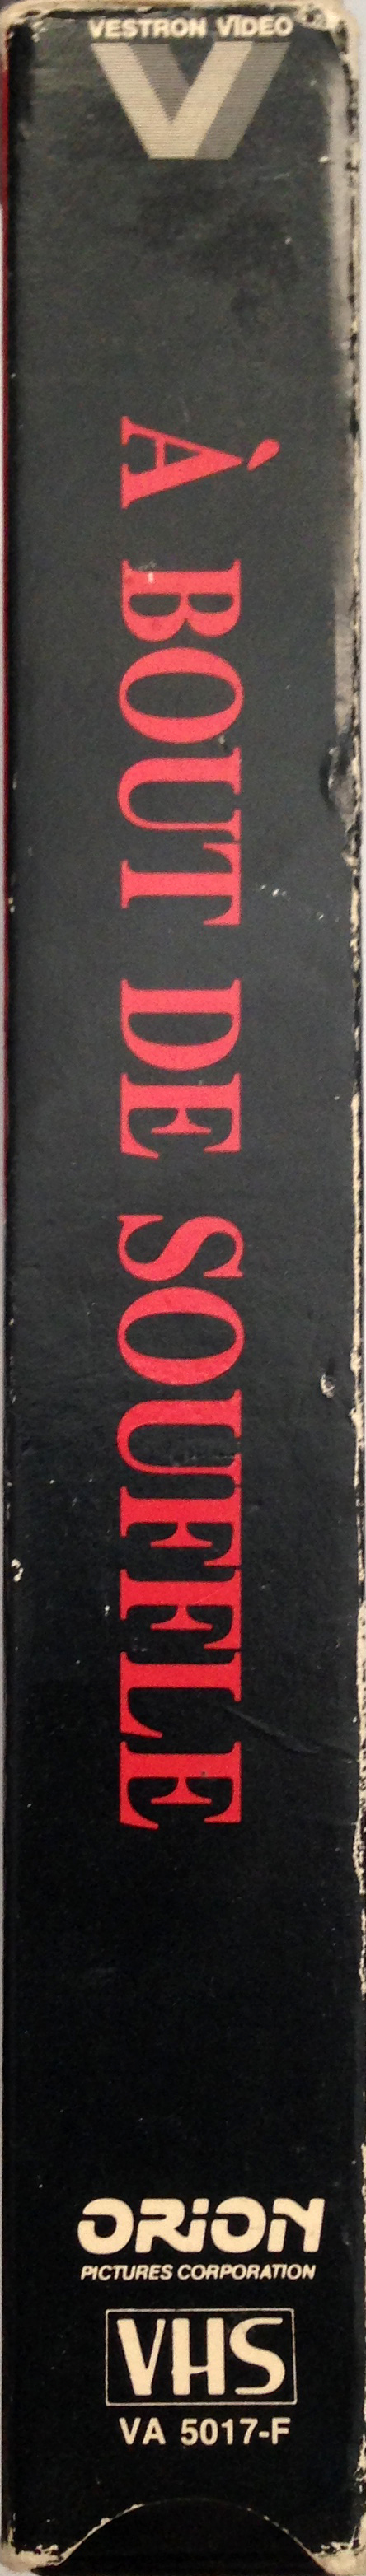 VESTRON VIDEO
V
À BOUT DE SOUFFLE
ORION
PICTURES CORPORATION
VHS
VA 5017-F